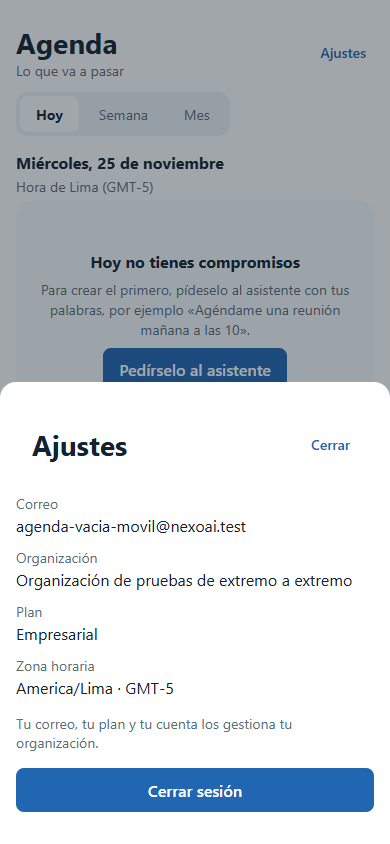 Agenda
Ajustes
Lo que va a pasar
Hoy
Semana
Mes
Miércoles, 25 de noviembre
Hora de Lima (GMT-5)
Hoy no tienes compromisos
Para crear el primero, pídeselo al asistente con tus
palabras, por ejemplo «Agéndame una reunión
mañana a las 10».
Pedírselo al asistente
Ajustes
Cerrar
Correo
agenda-vacia-movil@nexoai.test
Organización
Organización de pruebas de extremo a extremo
Plan
Empresarial
Zona horaria
America/Lima · GMT-5
Tu correo, tu plan y tu cuenta los gestiona tu
organización.
Cerrar sesión